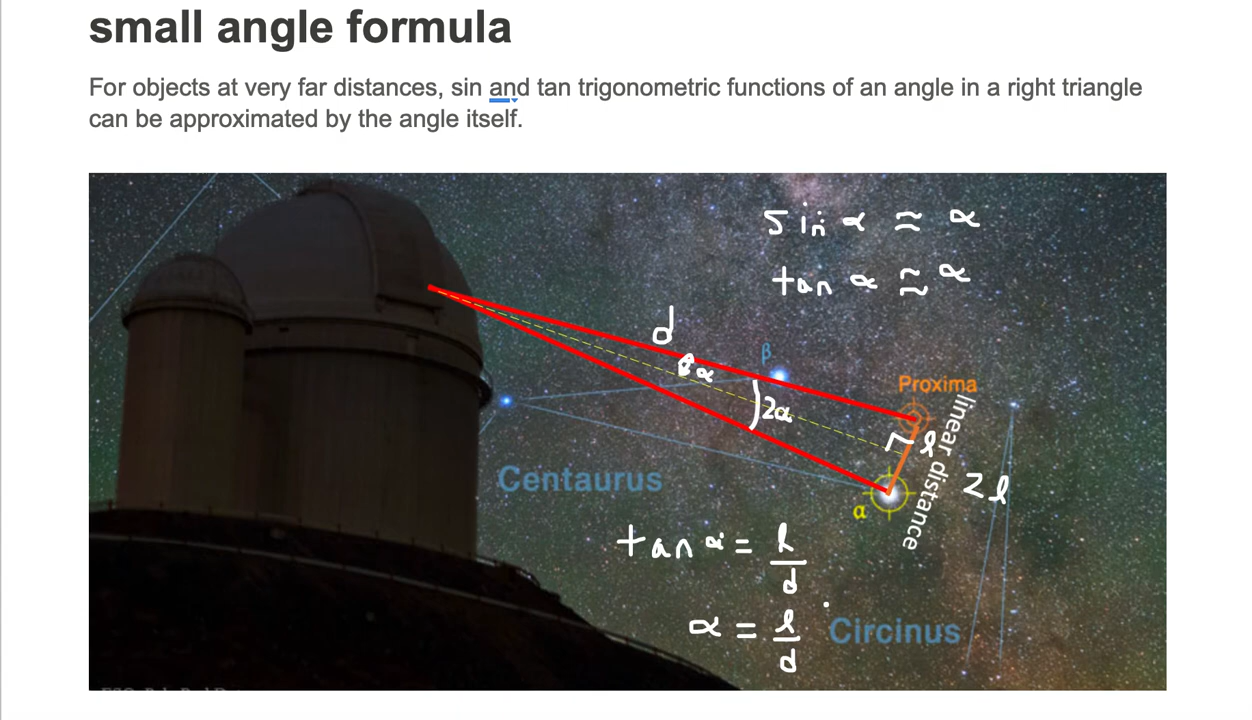 small angle formula
For objects at very far distances, sin and tan trigonometric functions of an angle in a right triangle
can be approximated by the angle itself.
sin α ≈ α
tan α ≈ α
d
β
α
2α
Proxima
linear distance
l
2l
Centaurus
α
tan α = l/d
α = l/d
Circinus